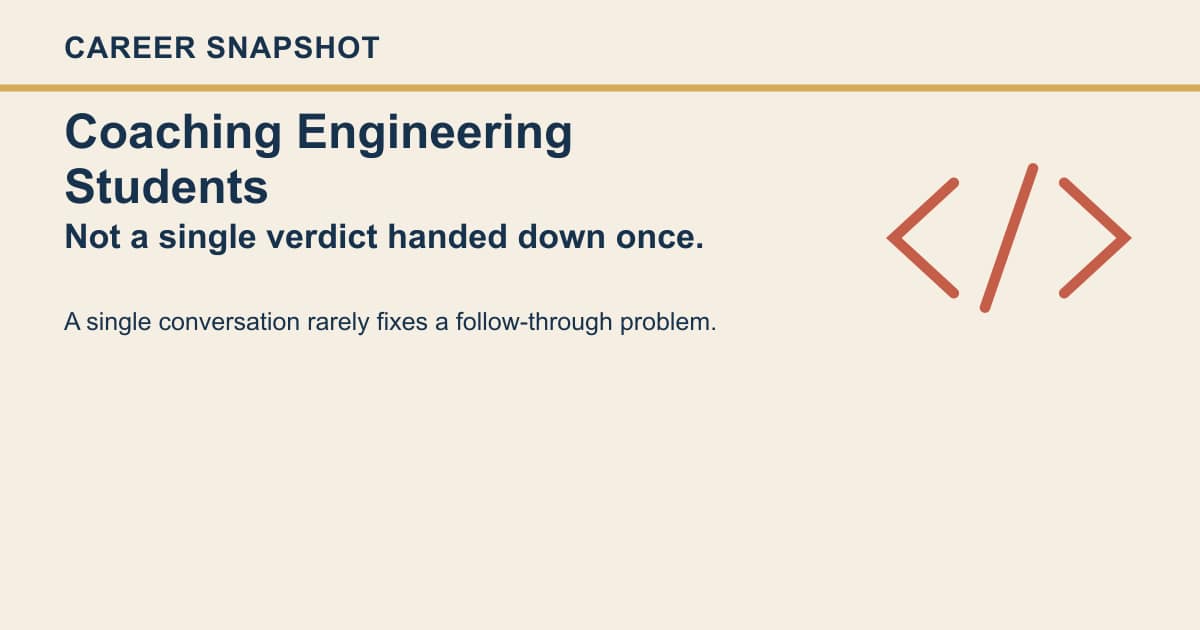 CAREER SNAPSHOT
Coaching Engineering
Students
Not a single verdict handed down once.
A single conversation rarely fixes a follow-through problem.